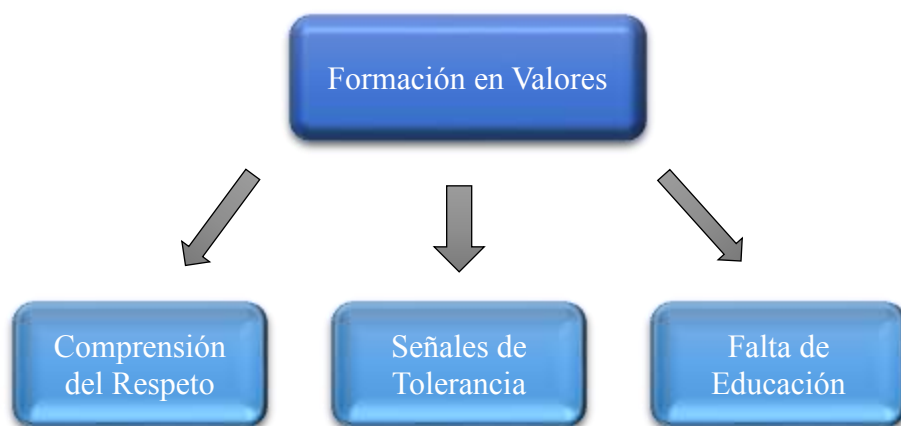 Formación en Valores
Comprensión
del Respeto
Señales de
Tolerancia
Falta de
Educación